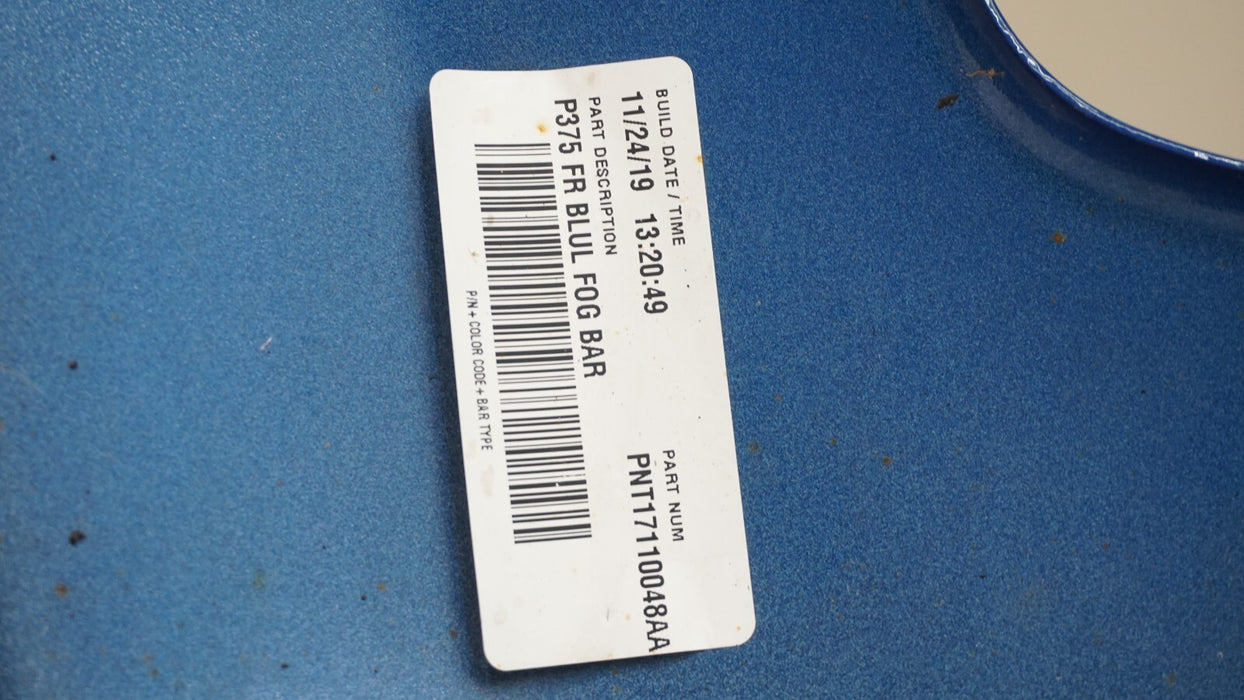 BUILD DATE / TIME
11/24/19 13:20:49
PART NUM
PNT17110048AA
PART DESCRIPTION
P375 FR BLUL FOG BAR
P/N+ COLOR CODE+ BAR TYPE